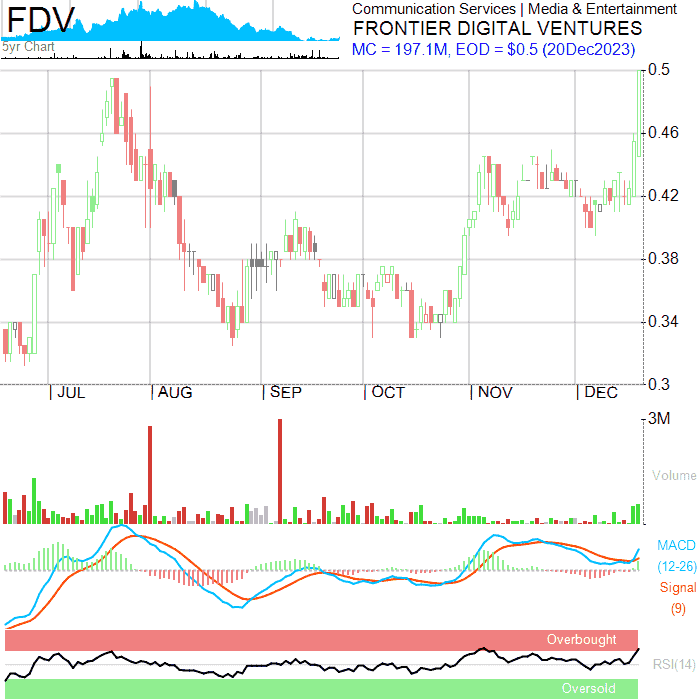 FDV
5yr Chart
Communication Services | Media & Entertainment
FRONTIER DIGITAL VENTURES
MC = 197.1M, EOD = $0.5 (20Dec2023)
0.5
0.46
0.42
0.38
0.34
0.3
JUL
AUG
SEP
OCT
NOV
DEC
3M
Volume
MACD
(12-26)
Signal
(9)
Overbought
RSI(14)
Oversold